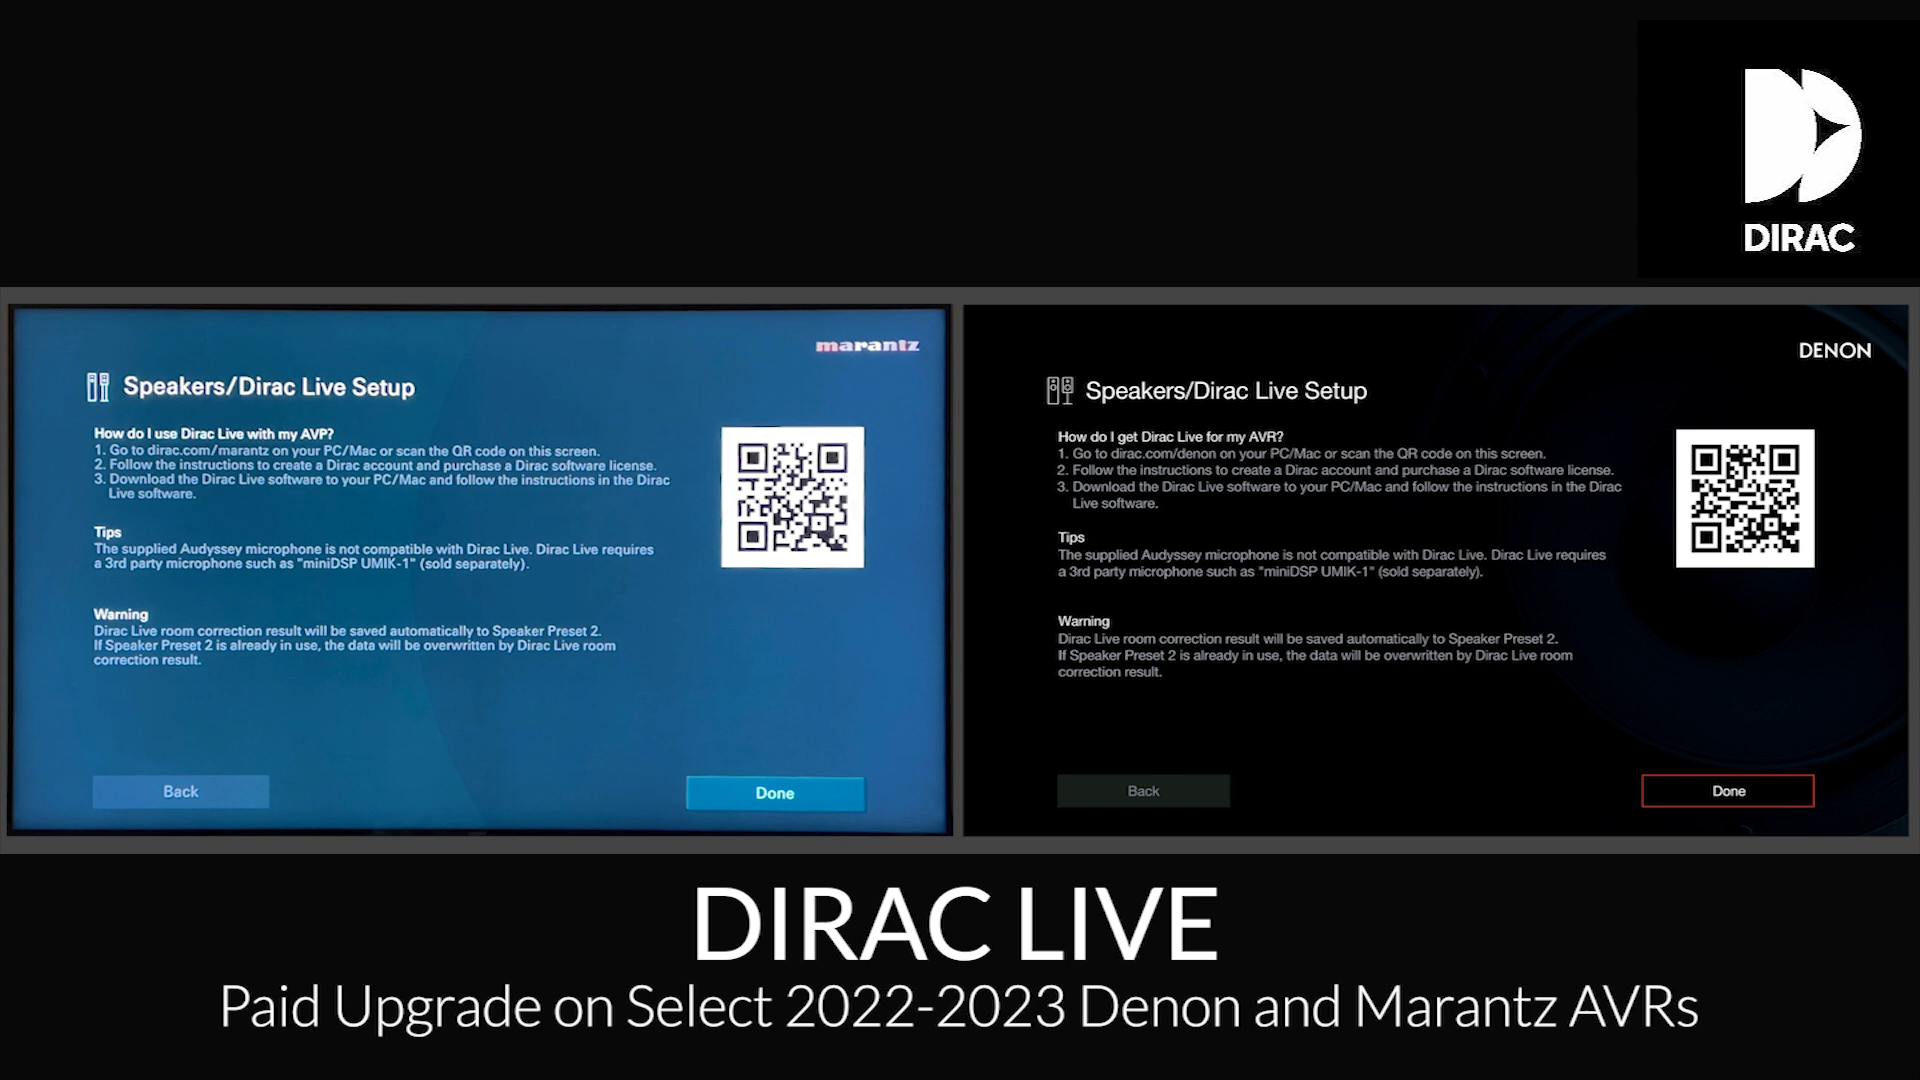 DIRAC
marantz
Speakers/Dirac Live Setup
How do I use Dirac Live with my AVP?
1. Go to dirac.com/marantz on your PC/Mac or scan the QR code on this screen.
2. Follow the instructions to create a Dirac account and purchase a Dirac software license.
3. Download the Dirac Live software to your PC/Mac and follow the instructions in the Dirac
Live software.
Tips
The supplied Audyssey microphone is not compatible with Dirac Live. Dirac Live requires
a 3rd party microphone such as "miniDSP UMIK-1" (sold separately).
Warning
Dirac Live room correction result will be saved automatically to Speaker Preset 2.
If Speaker Preset 2 is already in use, the data will be overwritten by Dirac Live room
correction result.
Back
Done
DENON
Speakers/Dirac Live Setup
How do I get Dirac Live for my AVR?
1. Go to dirac.com/denon on your PC/Mac or scan the QR code on this screen.
2. Follow the instructions to create a Dirac account and purchase a Dirac software license.
3. Download the Dirac Live software to your PC/Mac and follow the instructions in the Dirac
Live software.
Tips
The supplied Audyssey microphone is not compatible with Dirac Live. Dirac Live requires
a 3rd party microphone such as "miniDSP UMIK-1" (sold separately).
Warning
Dirac Live room correction result will be saved automatically to Speaker Preset 2.
If Speaker Preset 2 is already in use, the data will be overwritten by Dirac Live room
correction result.
Back
Done
DIRAC LIVE
Paid Upgrade on Select 2022-2023 Denon and Marantz AVRs